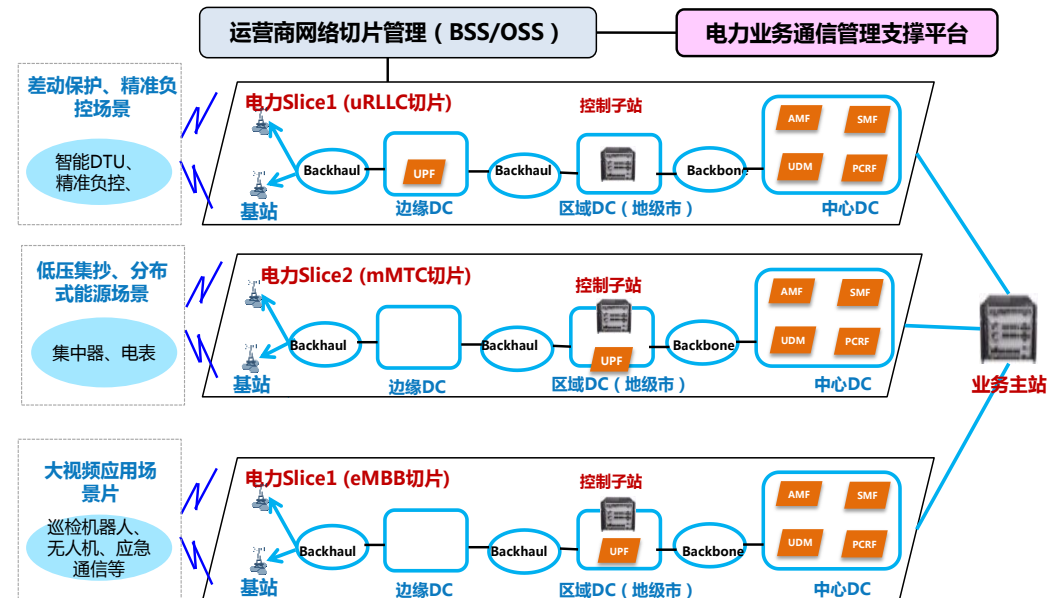 运营商网络切片管理（BSS/OSS）
电力业务通信管理支撑平台
差动保护、精准负
控场景
智能DTU、
精准负控、
电力Slice1 (uRLLC切片)
控制子站
AMF
SMF
UDM
PCRF
Backhaul
UPF
Backhaul
Backbone
基站
边缘DC
区域DC（地级市）
中心DC
低压集抄、分布
式能源场景
集中器、电表
电力Slice2 (mMTC切片)
控制子站
AMF
SMF
UDM
PCRF
Backhaul
Backhaul
UPF
Backbone
基站
边缘DC
区域DC（地级市）
中心DC
业务主站
大视频应用场
景片
巡检机器人、
无人机、应急
通信等
电力Slice1 (eMBB切片)
控制子站
AMF
SMF
UDM
PCRF
Backhaul
Backhaul
UPF
Backbone
基站
边缘DC
区域DC（地级市）
中心DC